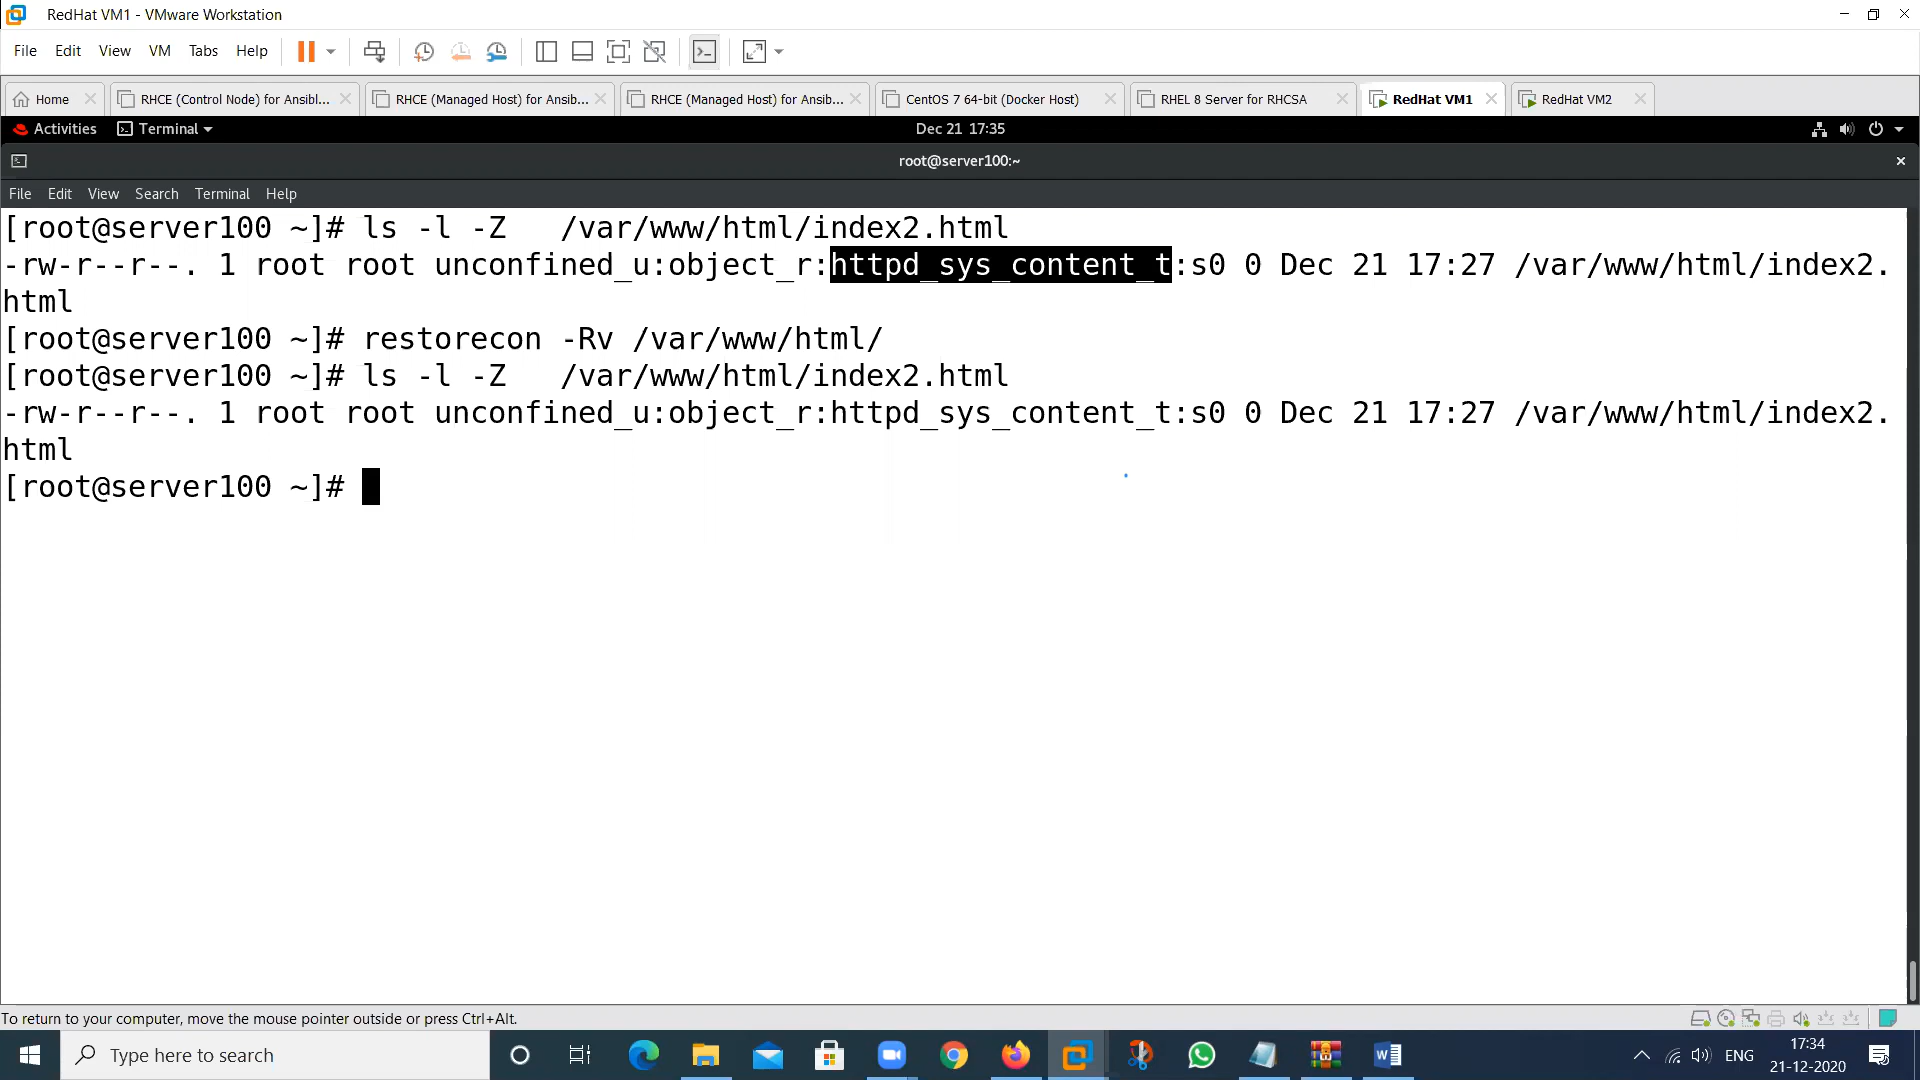 RedHat VM1 - VMware Workstation
File Edit View VM Tabs Help
Home RHCE (Control Node) for Ansibl... RHCE (Managed Host) for Ansib... RHCE (Managed Host) for Ansib... CentOS 7 64-bit (Docker Host) RHEL 8 Server for RHCSA RedHat VM1 RedHat VM2
Activities Terminal Dec 21 17:35
root@server100:~
File Edit View Search Terminal Help
[root@server100 ~]# ls -l -Z   /var/www/html/index2.html
-rw-r--r--. 1 root root unconfined_u:object_r:httpd_sys_content_t:s0 0 Dec 21 17:27 /var/www/html/index2.
html
[root@server100 ~]# restorecon -Rv /var/www/html/
[root@server100 ~]# ls -l -Z   /var/www/html/index2.html
-rw-r--r--. 1 root root unconfined_u:object_r:httpd_sys_content_t:s0 0 Dec 21 17:27 /var/www/html/index2.
html
[root@server100 ~]#
To return to your computer, move the mouse pointer outside or press Ctrl+Alt.
Type here to search ENG 17:34
21-12-2020